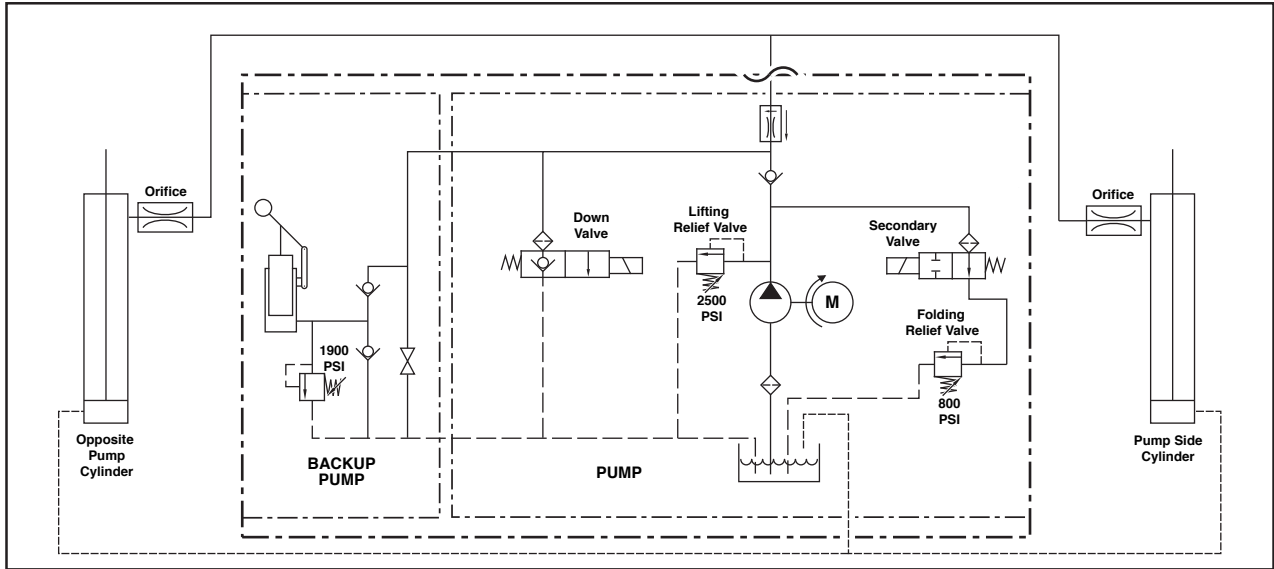 Orifice
Opposite
Pump
Cylinder
1900
PSI
BACKUP
PUMP
Down
Valve
PUMP
Lifting
Relief Valve
2500
PSI
M
Secondary
Valve
Folding
Relief Valve
800
PSI
Orifice
Pump Side
Cylinder